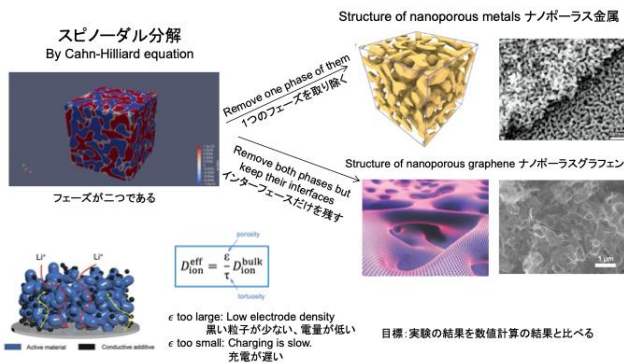 スピノーダル分解
By Cahn-Hilliard equation
フェーズが二つである
Remove one phase of them
1つのフェーズを取り除く
Remove both phases but
keep their interfaces
インターフェースだけを残す
Structure of nanoporous metals ナノポーラス金属
Structure of nanoporous graphene ナノポーラスグラフェン
1 μm
Li⁺ Li⁺
Active material Conductive additive
porosity
D_ion^eff = ε/τ D_ion^bulk
tortuosity
ϵ too large: Low electrode density
黒い粒子が少ない、電量が低い
ϵ too small: Charging is slow.
充電が遅い
目標：実験の結果を数値計算の結果と比べる